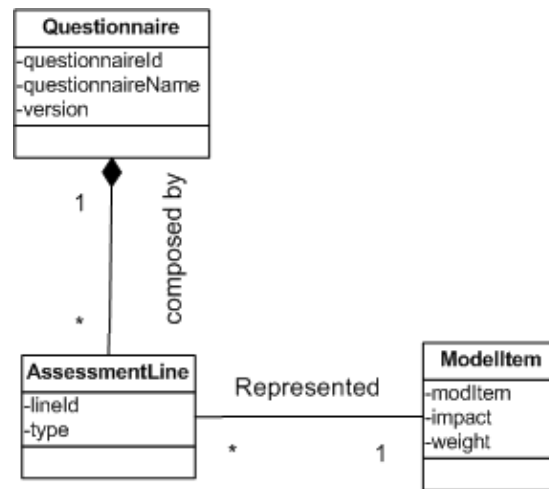 Questionnaire
-questionnaireId
-questionnaireName
-version
1
composed by
*
AssessmentLine
-lineId
-type
Represented
*
1
ModelItem
-modItem
-impact
-weight